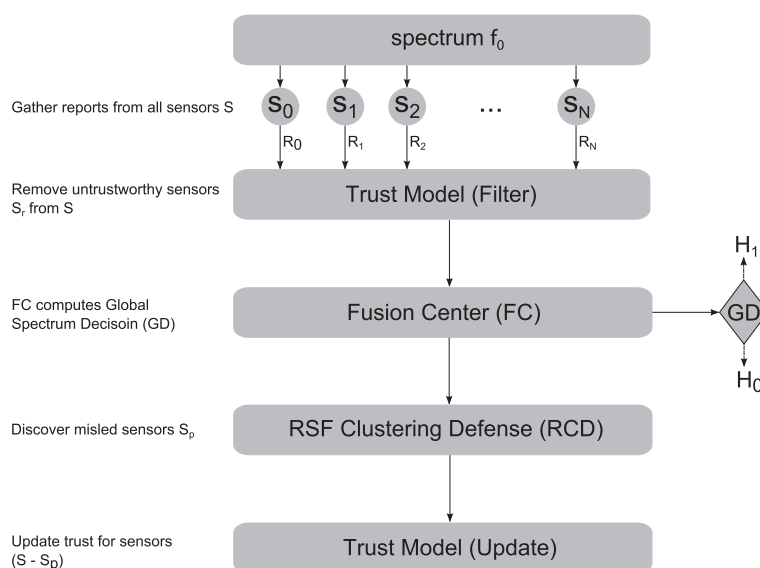 spectrum f0
Gather reports from all sensors S
S0 S1 S2 ... SN
R0 R1 R2 RN
Remove untrustworthy sensors
Sr from S
Trust Model (Filter)
H1
FC computes Global
Spectrum Decisoin (GD)
Fusion Center (FC)
GD
H0
Discover misled sensors Sp
RSF Clustering Defense (RCD)
Update trust for sensors
(S - Sp)
Trust Model (Update)